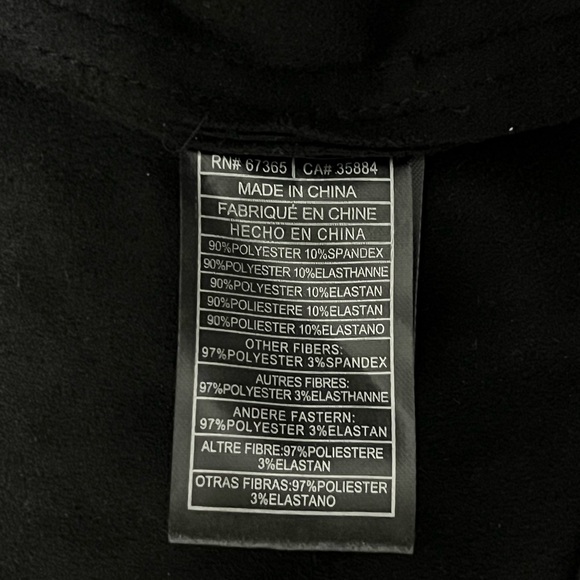 RN# 67365 CA# 35884
MADE IN CHINA
FABRIQUÉ EN CHINE
HECHO EN CHINA
90%POLYESTER 10%SPANDEX
90%POLYESTER 10%ELASTHANNE
90%POLYESTER 10%ELASTAN
90%POLIESTERE 10%ELASTAN
90%POLIESTER 10%ELASTANO
OTHER FIBERS:
97%POLYESTER 3%SPANDEX
AUTRES FIBRES:
97%POLYESTER 3%ELASTHANNE
ANDERE FASTERN:
97%POLYESTER 3%ELASTAN
ALTRE FIBRE:97%POLIESTERE
3%ELASTAN
OTRAS FIBRAS:97%POLIESTER
3%ELASTANO